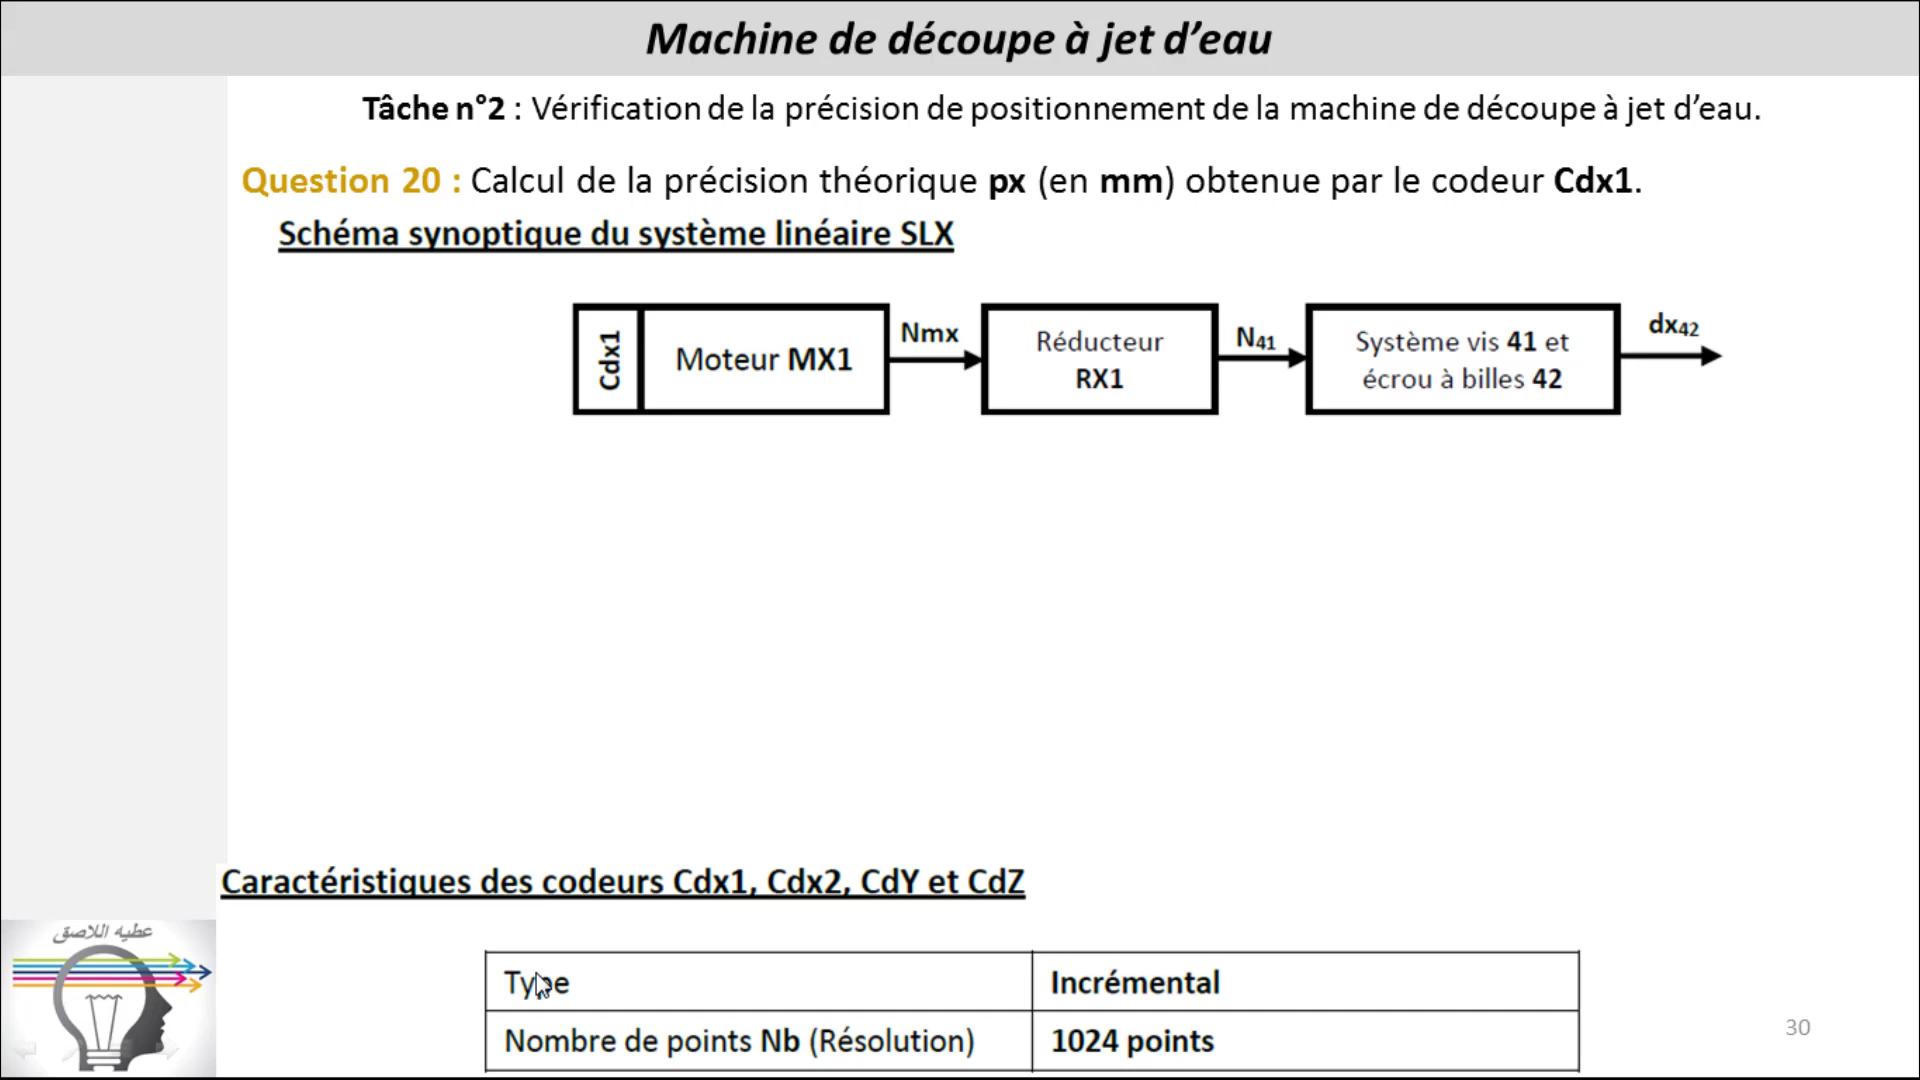 Machine de découpe à jet d’eau
Tâche n°2 : Vérification de la précision de positionnement de la machine de découpe à jet d’eau.
Question 20 : Calcul de la précision théorique px (en mm) obtenue par le codeur Cdx1.
Schéma synoptique du système linéaire SLX
Cdx1
Moteur MX1
Nmx
Réducteur
RX1
N41
Système vis 41 et
écrou à billes 42
dx42
Caractéristiques des codeurs Cdx1, Cdx2, CdY et CdZ
Type
Incrémental
Nombre de points Nb (Résolution)
1024 points
عطيه اللاصق
30